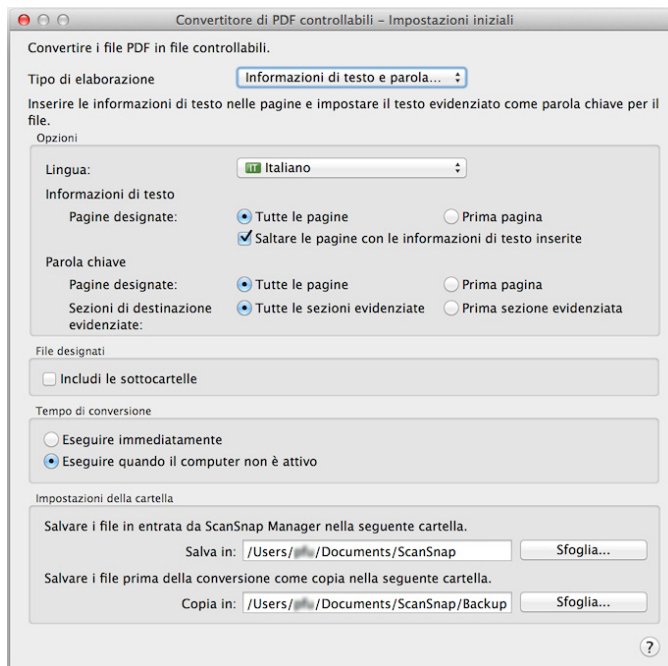 Convertitore di PDF controllabili – Impostazioni iniziali
Convertire i file PDF in file controllabili.
Tipo di elaborazione Informazioni di testo e parola...
Inserire le informazioni di testo nelle pagine e impostare il testo evidenziato come parola chiave per il
file.
Opzioni
Lingua: IT Italiano
Informazioni di testo
Pagine designate: Tutte le pagine Prima pagina
Saltare le pagine con le informazioni di testo inserite
Parola chiave
Pagine designate: Tutte le pagine Prima pagina
Sezioni di destinazione Tutte le sezioni evidenziate Prima sezione evidenziata
evidenziate:
File designati
Includi le sottocartelle
Tempo di conversione
Eseguire immediatamente
Eseguire quando il computer non è attivo
Impostazioni della cartella
Salvare i file in entrata da ScanSnap Manager nella seguente cartella.
Salva in: /Users/ /Documents/ScanSnap Sfoglia...
Salvare i file prima della conversione come copia nella seguente cartella.
Copia in: /Users/ /Documents/ScanSnap/Backup Sfoglia...
?